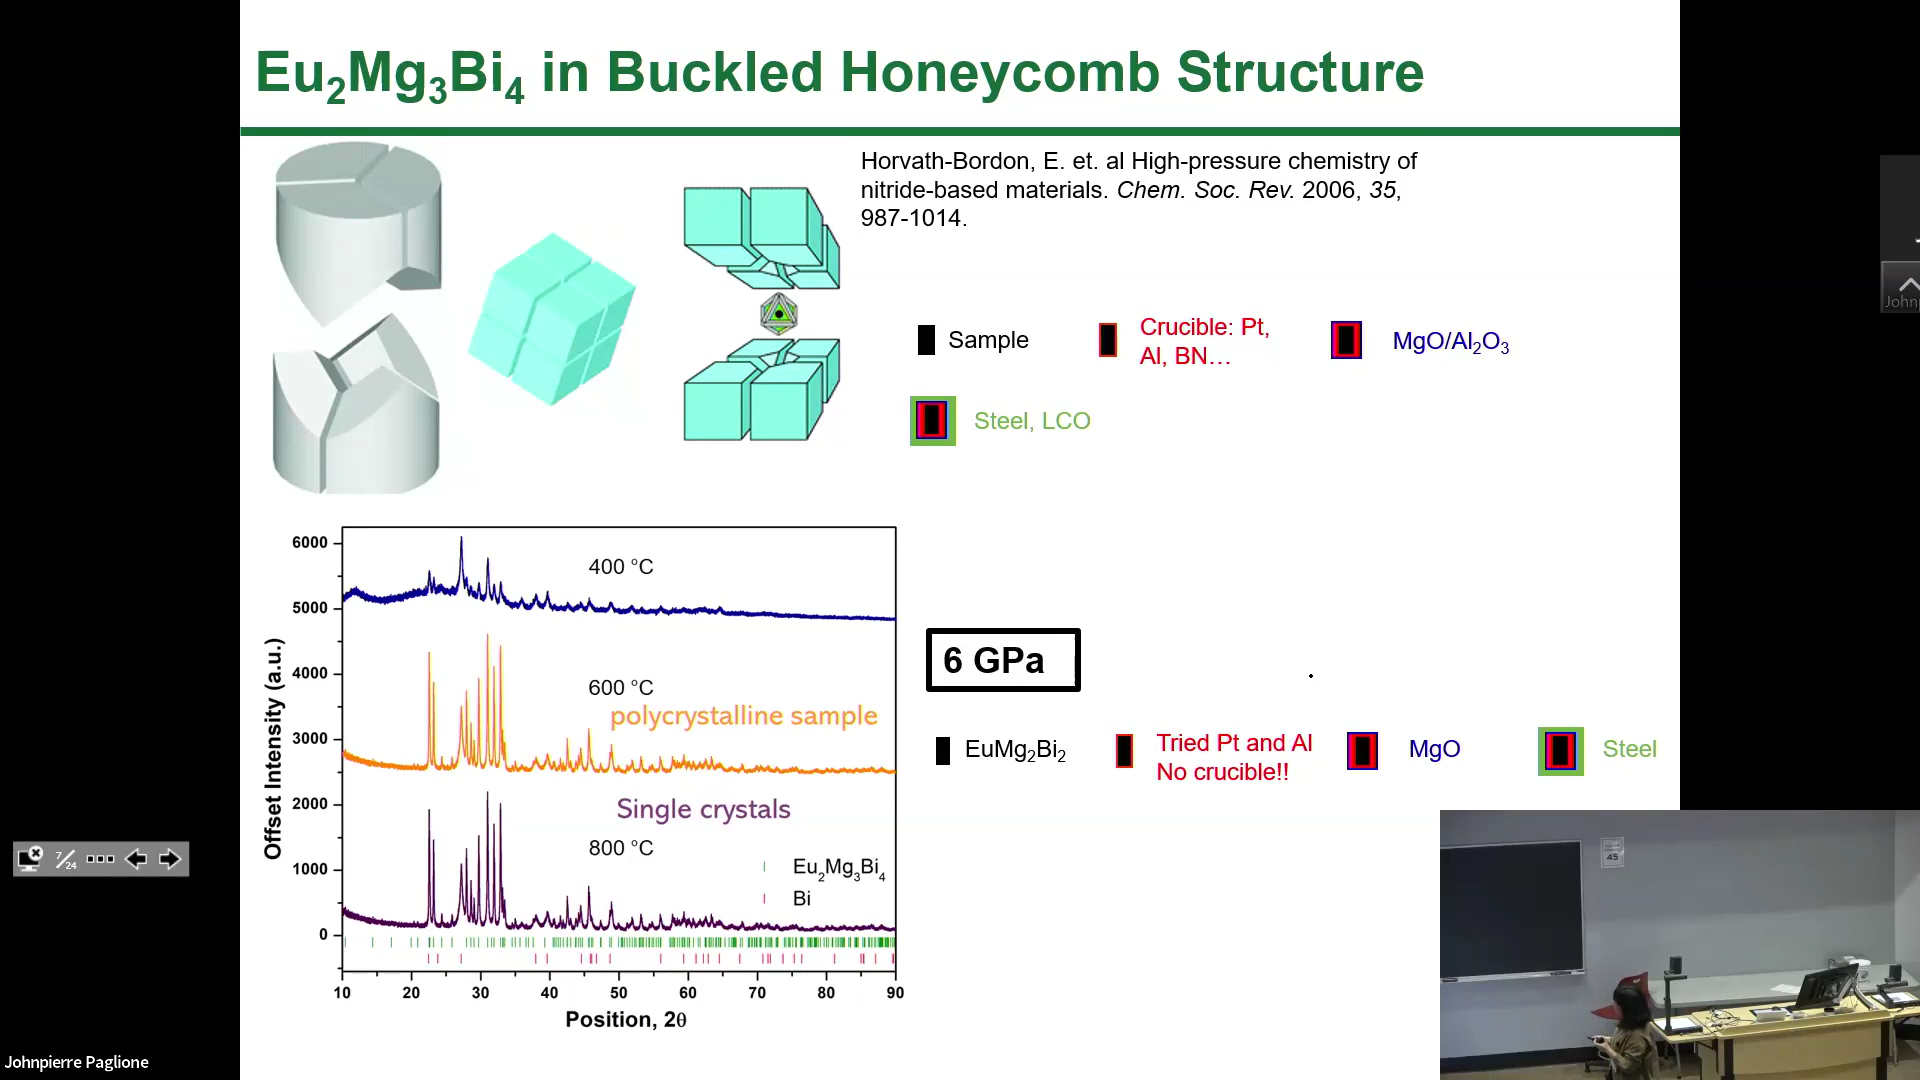 Eu₂Mg₃Bi₄ in Buckled Honeycomb Structure
Horvath-Bordon, E. et. al High-pressure chemistry of
nitride-based materials. Chem. Soc. Rev. 2006, 35,
987-1014.
Sample
Crucible: Pt,
Al, BN…
MgO/Al₂O₃
Steel, LCO
6000
5000
4000
3000
2000
1000
0
Offset Intensity (a.u.)
400 °C
600 °C
polycrystalline sample
Single crystals
800 °C
Eu₂Mg₃Bi₄
Bi
10 20 30 40 50 60 70 80 90
Position, 2θ
6 GPa
EuMg₂Bi₂
Tried Pt and Al
No crucible!!
MgO
Steel
7/24
45
Johnpierre Paglione